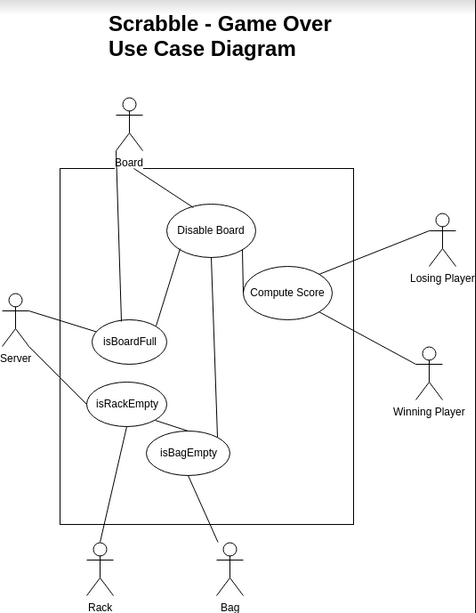 Scrabble - Game Over
Use Case Diagram
Board
Disable Board
Losing Player
Compute Score
isBoardFull
Server
isRackEmpty
Winning Player
isBagEmpty
Rack
Bag